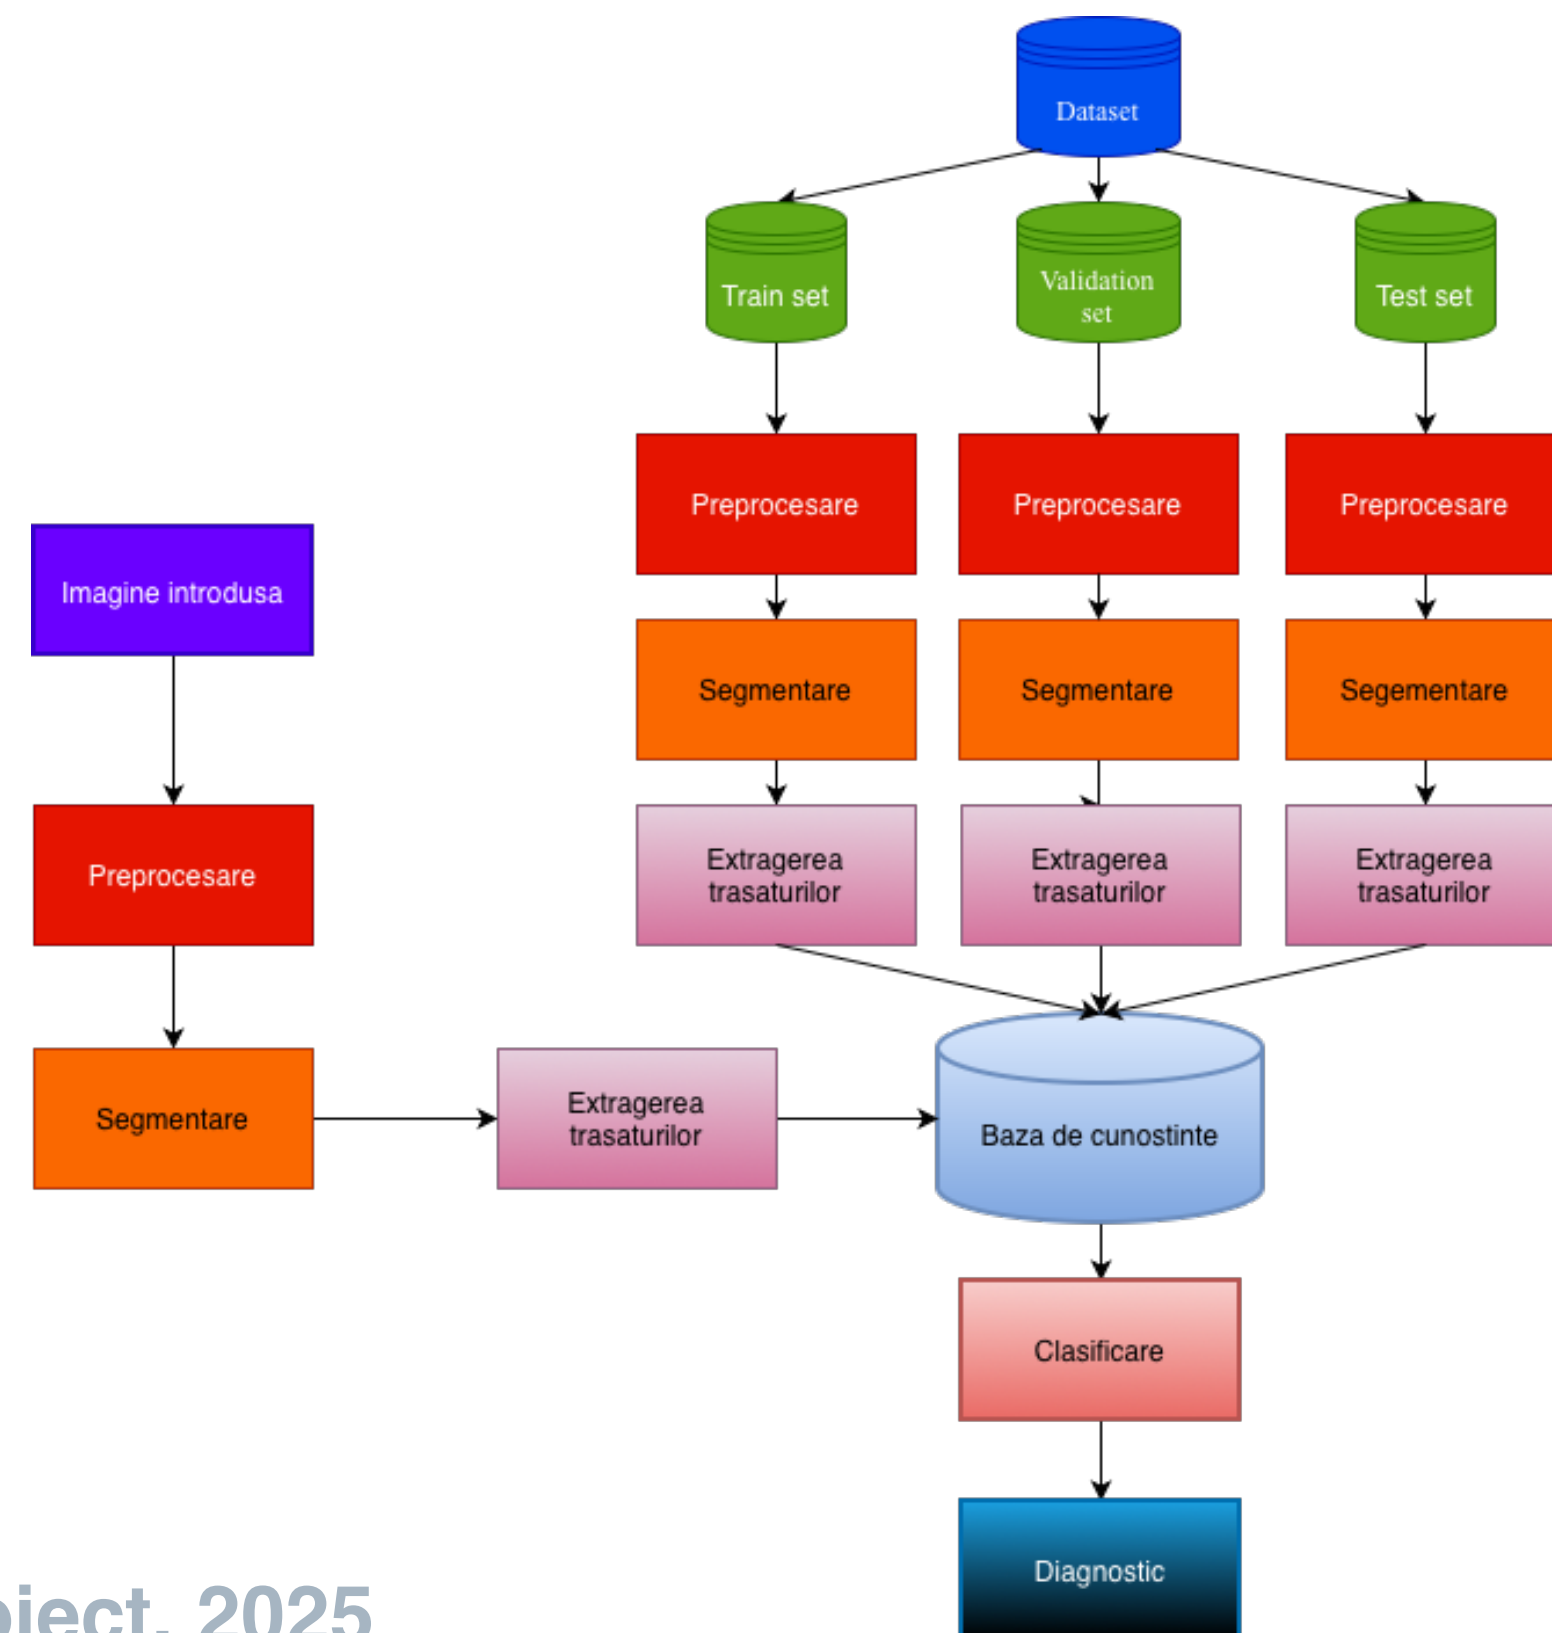 Dataset
Train set
Validation
set
Test set
Preprocesare
Preprocesare
Preprocesare
Imagine introdusa
Segmentare
Segmentare
Segementare
Preprocesare
Extragerea
trasaturilor
Extragerea
trasaturilor
Extragerea
trasaturilor
Segmentare
Extragerea
trasaturilor
Baza de cunostinte
Clasificare
Diagnostic
2025